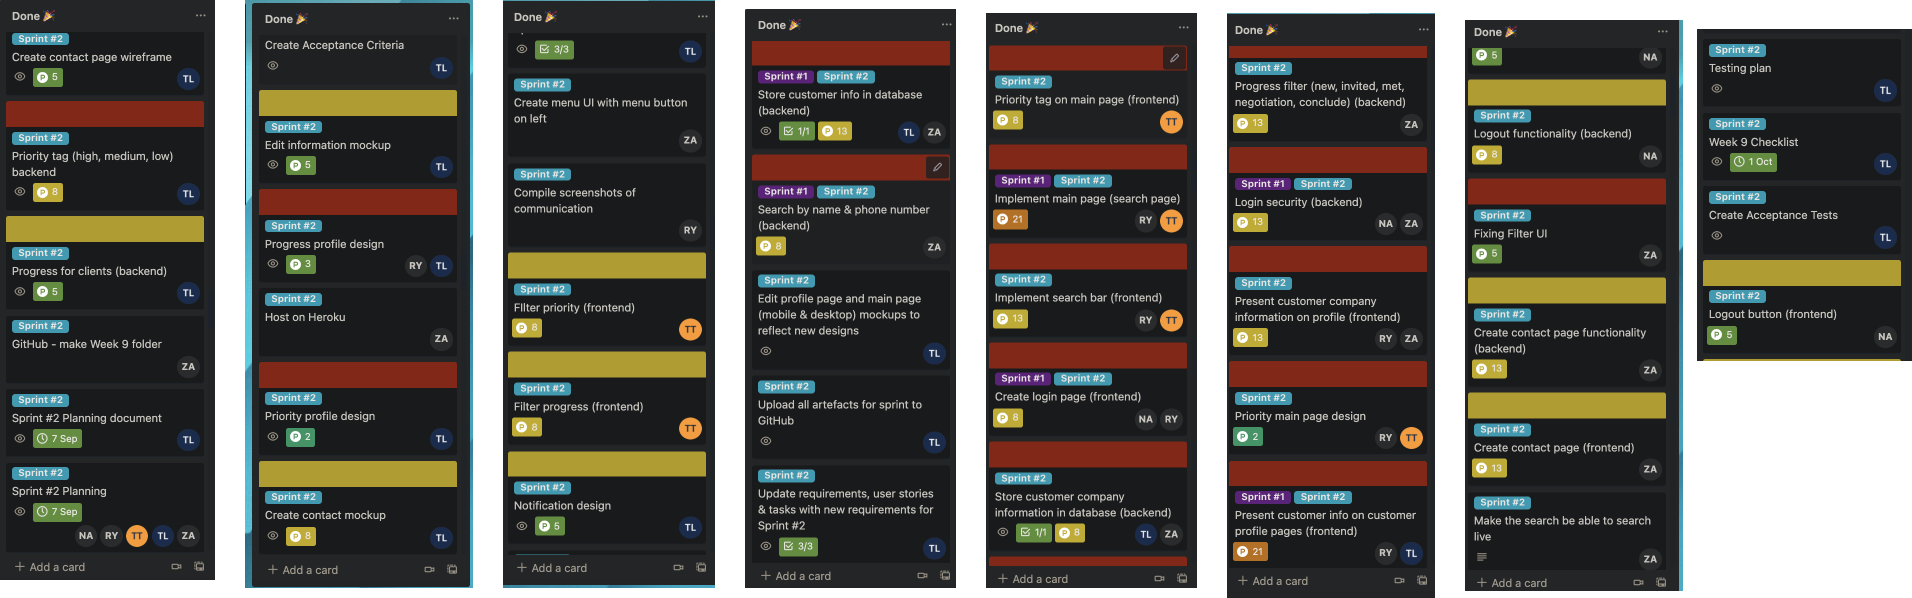 Done 🎉
Sprint #2
Create contact page wireframe
P 5
TL
Sprint #2
Priority tag (high, medium, low)
backend
P 8
TL
Sprint #2
Progress for clients (backend)
P 5
TL
Sprint #2
GitHub - make Week 9 folder
ZA
Sprint #2
Sprint #2 Planning document
7 Sep
TL
Sprint #2
Sprint #2 Planning
7 Sep
NA RY TT TL ZA
+ Add a card
Done 🎉
Create Acceptance Criteria
TL
Sprint #2
Edit information mockup
P 5
TL
Sprint #2
Progress profile design
P 3
RY TL
Sprint #2
Host on Heroku
ZA
Sprint #2
Priority profile design
P 2
TL
Sprint #2
Create contact mockup
P 8
TL
+ Add a card
Done 🎉
3/3
TL
Sprint #2
Create menu UI with menu button
on left
ZA
Sprint #2
Compile screenshots of
communication
RY
Sprint #2
FIlter priority (frontend)
P 8
TT
Sprint #2
Filter progress (frontend)
P 8
TT
Sprint #2
Notification design
P 5
TL
+ Add a card
Done 🎉
Sprint #1 Sprint #2
Store customer info in database
(backend)
1/1 P 13
TL ZA
Sprint #1 Sprint #2
Search by name & phone number
(backend)
P 8
ZA
Sprint #2
Edit profile page and main page
(mobile & desktop) mockups to
reflect new designs
TL
Sprint #2
Upload all artefacts for sprint to
GitHub
TL
Sprint #2
Update requirements, user stories
& tasks with new requirements for
Sprint #2
3/3
TL
+ Add a card
Done 🎉
Sprint #2
Priority tag on main page (frontend)
P 8
TT
Sprint #1 Sprint #2
Implement main page (search page)
P 21
RY TT
Sprint #2
Implement search bar (frontend)
P 13
RY TT
Sprint #1 Sprint #2
Create login page (frontend)
P 8
NA RY
Sprint #2
Store customer company
information in database (backend)
1/1 P 8
TL ZA
+ Add a card
Done 🎉
Sprint #2
Progress filter (new, invited, met,
negotiation, conclude) (backend)
P 13
ZA
Sprint #1 Sprint #2
Login security (backend)
P 13
NA ZA
Sprint #2
Present customer company
information on profile (frontend)
P 13
RY ZA
Sprint #2
Priority main page design
P 2
RY TT
Sprint #1 Sprint #2
Present customer info on customer
profile pages (frontend)
P 21
RY TL
+ Add a card
Done 🎉
P 5
NA
Sprint #2
Logout functionality (backend)
P 8
NA
Sprint #2
Fixing Filter UI
P 5
ZA
Sprint #2
Create contact page functionality
(backend)
P 13
ZA
Sprint #2
Create contact page (frontend)
P 13
ZA
Sprint #2
Make the search be able to search
live
ZA
+ Add a card
Sprint #2
Testing plan
TL
Sprint #2
Week 9 Checklist
1 Oct
TL
Sprint #2
Create Acceptance Tests
TL
Sprint #2
Logout button (frontend)
P 5
NA